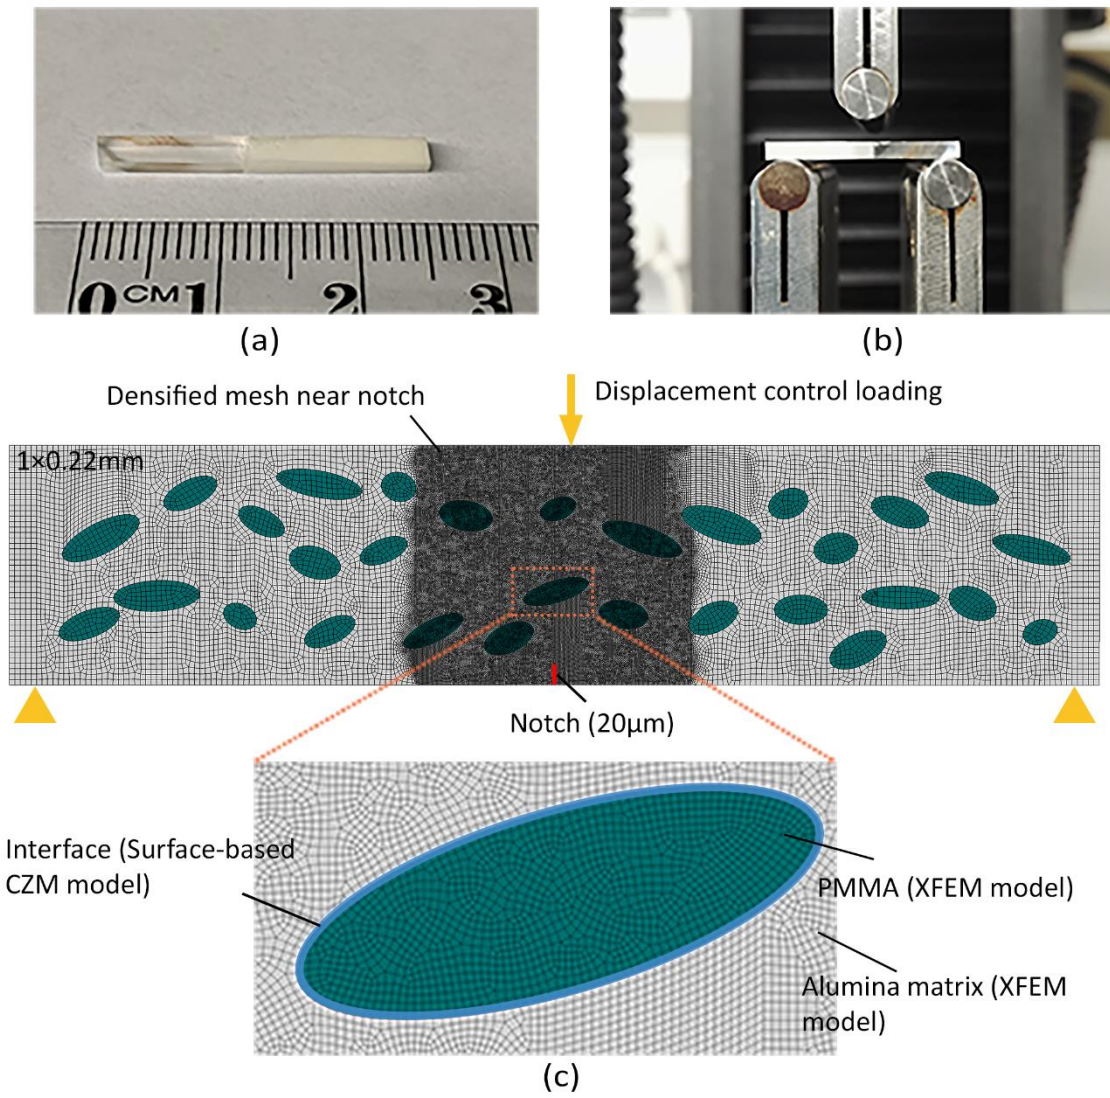 0 CM 1 2 3
(a)
(b)
Densified mesh near notch
Displacement control loading
1×0.22mm
Notch (20μm)
Interface (Surface-based
CZM model)
PMMA (XFEM model)
Alumina matrix (XFEM
model)
(c)